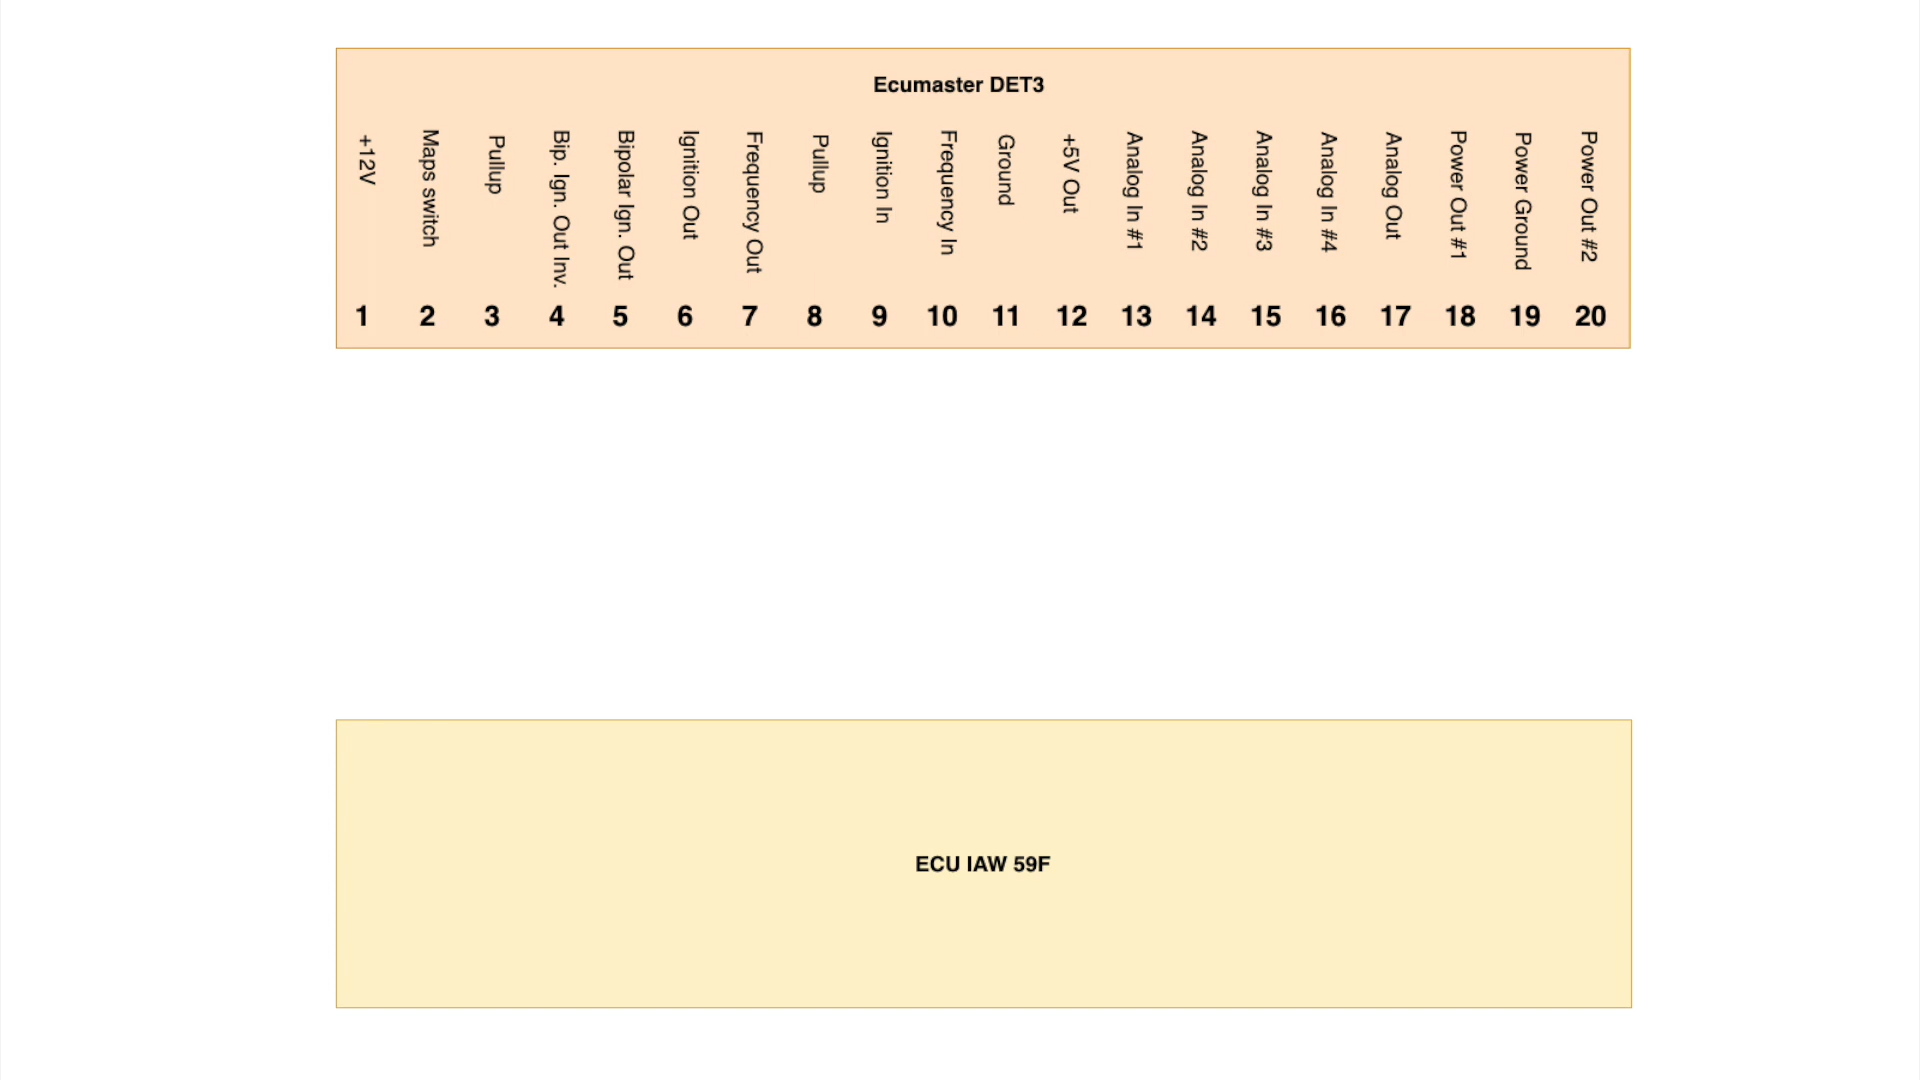 Ecumaster DET3
+12V
Maps switch
Pullup
Bip. Ign. Out Inv.
Bipolar Ign. Out
Ignition Out
Frequency Out
Pullup
Ignition In
Frequency In
Ground
+5V Out
Analog In #1
Analog In #2
Analog In #3
Analog In #4
Analog Out
Power Out #1
Power Ground
Power Out #2
1 2 3 4 5 6 7 8 9 10 11 12 13 14 15 16 17 18 19 20
ECU IAW 59F